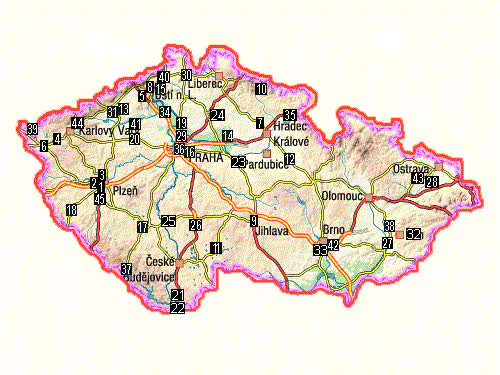 40 30 Liberec
8
5 15 10
Ústí n. L.
31 13 34 24 35
44 41 19 7 Hradec
39 Karlovy Vary 29 14 Králové
6 4 20
36 16 PRAHA 12
23 Pardubice
3 Ostrava
2 1 Plzeň 43 28
45 Olomouc
18 25 9
17 26 Jihlava Brno 38 32
11 33 42 27
37 České
Budějovice
21
22